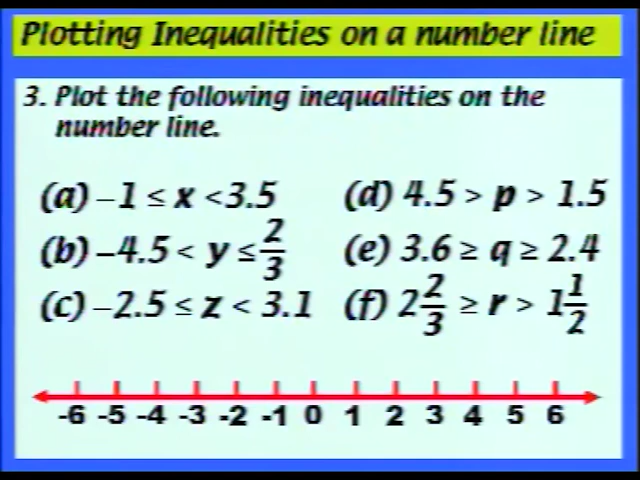 Plotting Inequalities on a number line
3. Plot the following inequalities on the
number line.
(a) –1 ≤ x < 3.5
(b) –4.5 < y ≤ 2/3
(c) –2.5 ≤ z < 3.1
(d) 4.5 > p > 1.5
(e) 3.6 ≥ q ≥ 2.4
(f) 2 2/3 ≥ r > 1 1/2
-6 -5 -4 -3 -2 -1 0 1 2 3 4 5 6